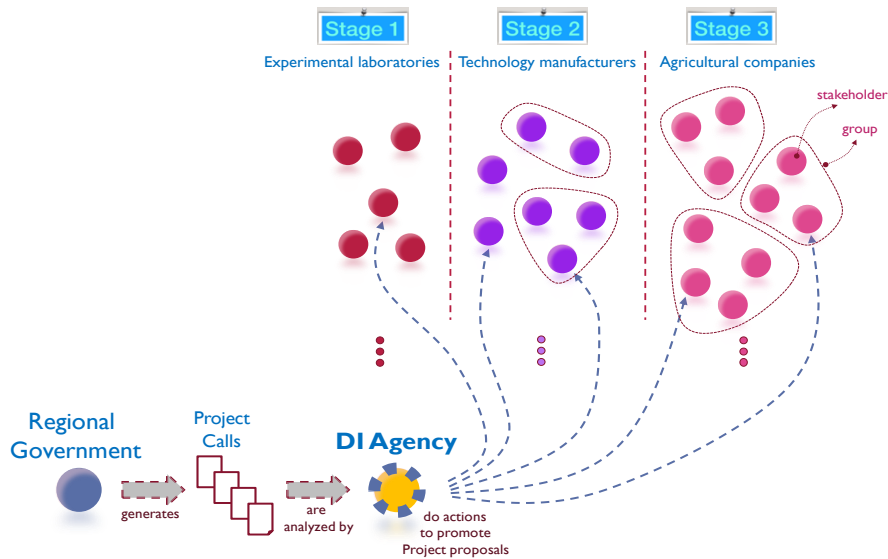 Stage 1
Stage 2
Stage 3
Experimental laboratories
Technology manufacturers
Agricultural companies
stakeholder
group
Regional
Government
Project
Calls
DI Agency
generates
are
analyzed by
do actions
to promote
Project proposals